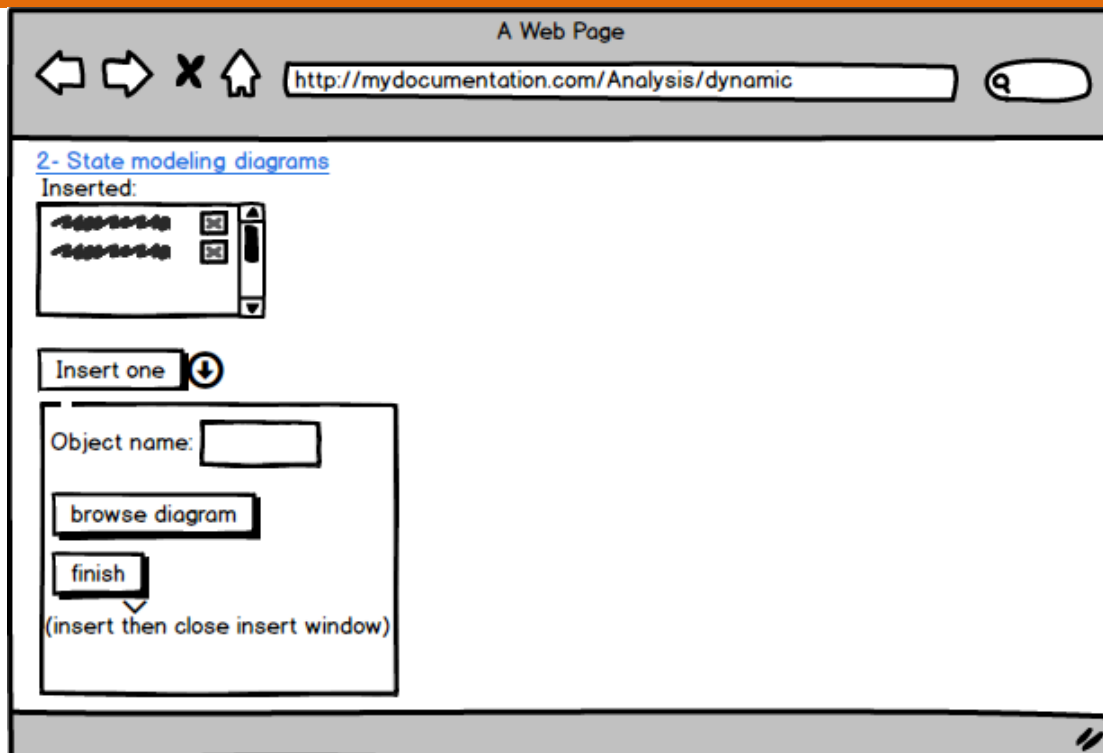 A Web Page
http://mydocumentation.com/Analysis/dynamic
2- State modeling diagrams
Inserted:
Insert one
Object name:
browse diagram
finish
(insert then close insert window)